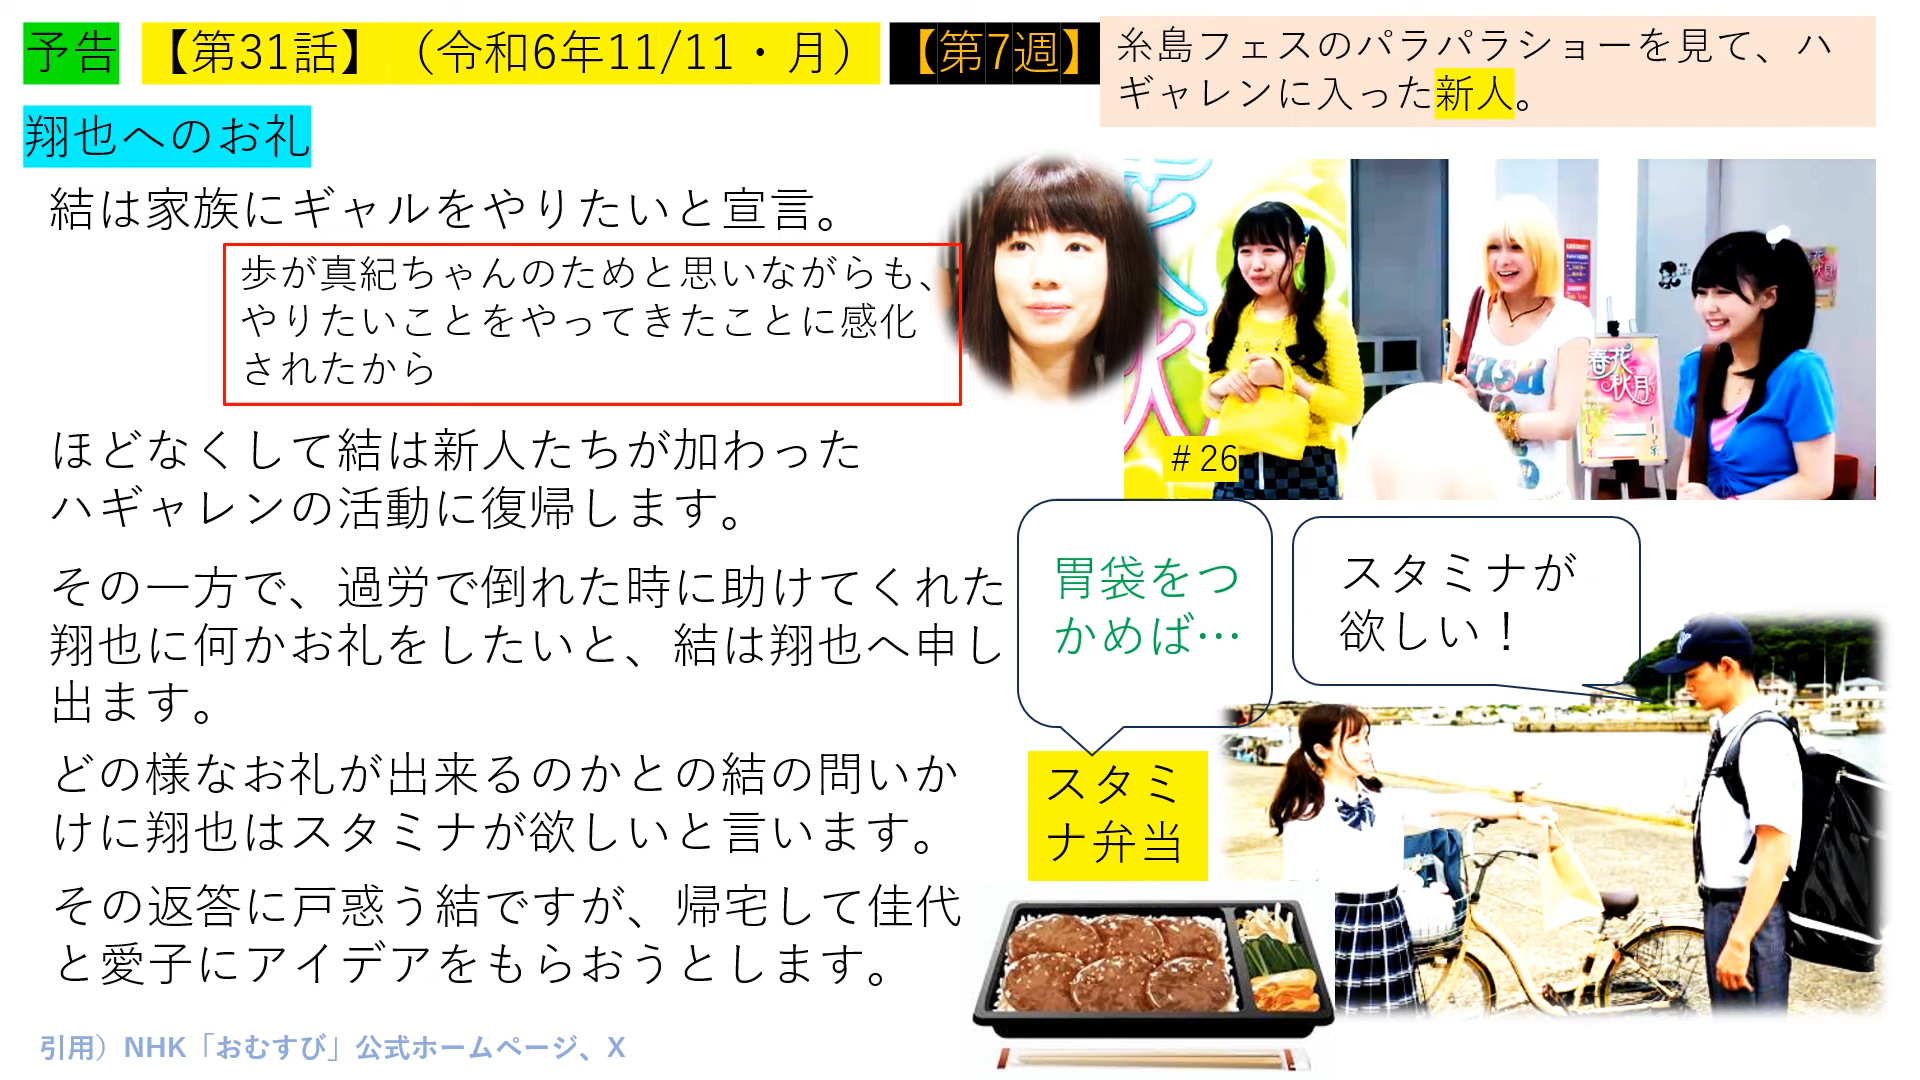 予告 【第31話】（令和6年11/11・月）【第7週】
糸島フェスのパラパラショーを見て、ハ
ギャレンに入った新人。
翔也へのお礼
結は家族にギャルをやりたいと宣言。
歩が真紀ちゃんのためと思いながらも、
やりたいことをやってきたことに感化
されたから
ほどなくして結は新人たちが加わった
ハギャレンの活動に復帰します。
＃26
春花
秋月
その一方で、過労で倒れた時に助けてくれた
翔也に何かお礼をしたいと、結は翔也へ申し
出ます。
胃袋をつ
かめば…
スタミナが
欲しい！
どの様なお礼が出来るのかとの結の問いか
けに翔也はスタミナが欲しいと言います。
スタミ
ナ弁当
その返答に戸惑う結ですが、帰宅して佳代
と愛子にアイデアをもらおうとします。
引用）NHK「おむすび」公式ホームページ、X